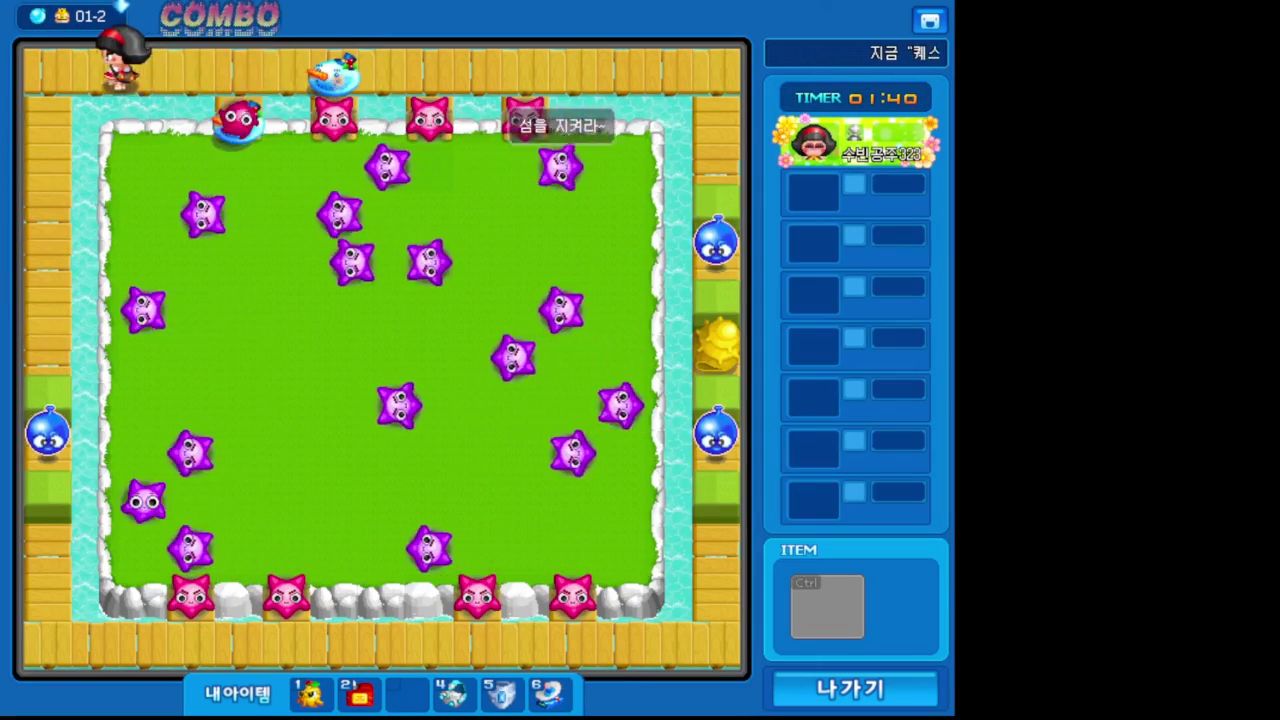 01-2
COMBO
지금 "퀘스
TIMER 01:40
섬을 지켜라~
수빈공주323
ITEM
Ctrl
내아이템
1
2
4
5
6
나가기